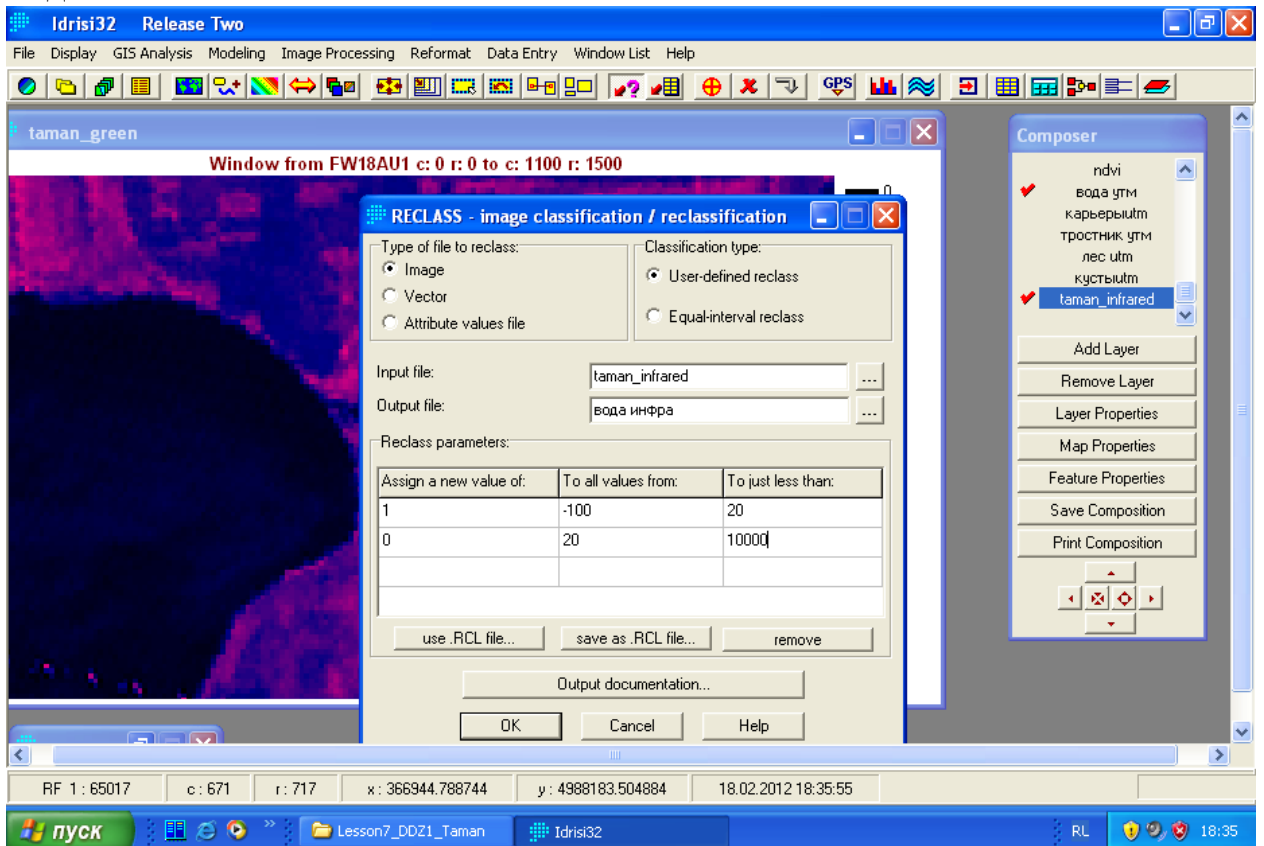 Idrisi32 Release Two
File Display GIS Analysis Modeling Image Processing Reformat Data Entry Window List Help
GPS
taman_green
Window from FW18AU1 c: 0 r: 0 to c: 1100 r: 1500
0
RECLASS - image classification / reclassification
Type of file to reclass:
Image
Vector
Attribute values file
Classification type:
User-defined reclass
Equal-interval reclass
Input file:
taman_infrared
...
Output file:
вода инфра
...
Reclass parameters:
Assign a new value of: To all values from: To just less than:
1 -100 20
0 20 10000
use .RCL file... save as .RCL file... remove
Output documentation...
OK Cancel Help
Composer
ndvi
вода утм
карьерыutm
тростник утм
лес utm
кустыutm
taman_infrared
Add Layer
Remove Layer
Layer Properties
Map Properties
Feature Properties
Save Composition
Print Composition
RF 1 : 65017 c : 671 r : 717 x : 366944.788744 y : 4988183.504884 18.02.2012 18:35:55
пуск Lesson7_DDZ1_Taman Idrisi32 RL 18:35